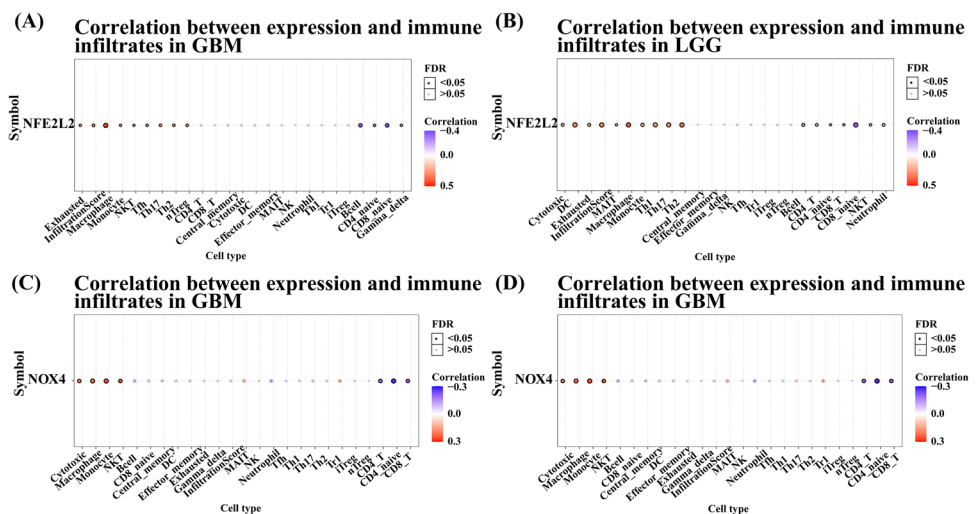 (A)
Correlation between expression and immune
infiltrates in GBM
Symbol
NFE2L2
FDR
<0.05
>0.05
Correlation
−0.4
0.0
0.5
Exhausted
InfiltrationScore
Macrophage
Monocyte
NKT
Tfh
Th17
Th2
nTreg
CD4_T
CD8_T
Central_memory
Cytotoxic
DC
Effector_memory
MAIT
NK
Neutrophil
Th1
Tr1
iTreg
Bcell
CD4_naive
CD8_naive
Gamma_delta
Cell type
(B)
Correlation between expression and immune
infiltrates in LGG
Symbol
NFE2L2
FDR
<0.05
>0.05
Correlation
−0.4
0.0
0.5
Cytotoxic
DC
Exhausted
InfiltrationScore
MAIT
Macrophage
Monocyte
Th1
Th17
Th2
Central_memory
Effector_memory
Gamma_delta
NK
Tfh
Tr1
iTreg
nTreg
Bcell
CD4_T
CD4_naive
CD8_T
CD8_naive
NKT
Neutrophil
Cell type
(C)
Correlation between expression and immune
infiltrates in GBM
Symbol
NOX4
FDR
<0.05
>0.05
Correlation
−0.3
0.0
0.3
Cytotoxic
Macrophage
Monocyte
NKT
Bcell
CD8_naive
Central_memory
DC
Effector_memory
Exhausted
Gamma_delta
InfiltrationScore
MAIT
NK
Neutrophil
Tfh
Th1
Th17
Th2
Tr1
iTreg
nTreg
CD4_T
CD4_naive
CD8_T
Cell type
(D)
Correlation between expression and immune
infiltrates in GBM
Symbol
NOX4
FDR
<0.05
>0.05
Correlation
−0.3
0.0
0.3
Cytotoxic
Macrophage
Monocyte
NKT
Bcell
CD8_naive
Central_memory
DC
Effector_memory
Exhausted
Gamma_delta
InfiltrationScore
MAIT
NK
Neutrophil
Tfh
Th1
Th17
Th2
Tr1
iTreg
nTreg
CD4_T
CD4_naive
CD8_T
Cell type